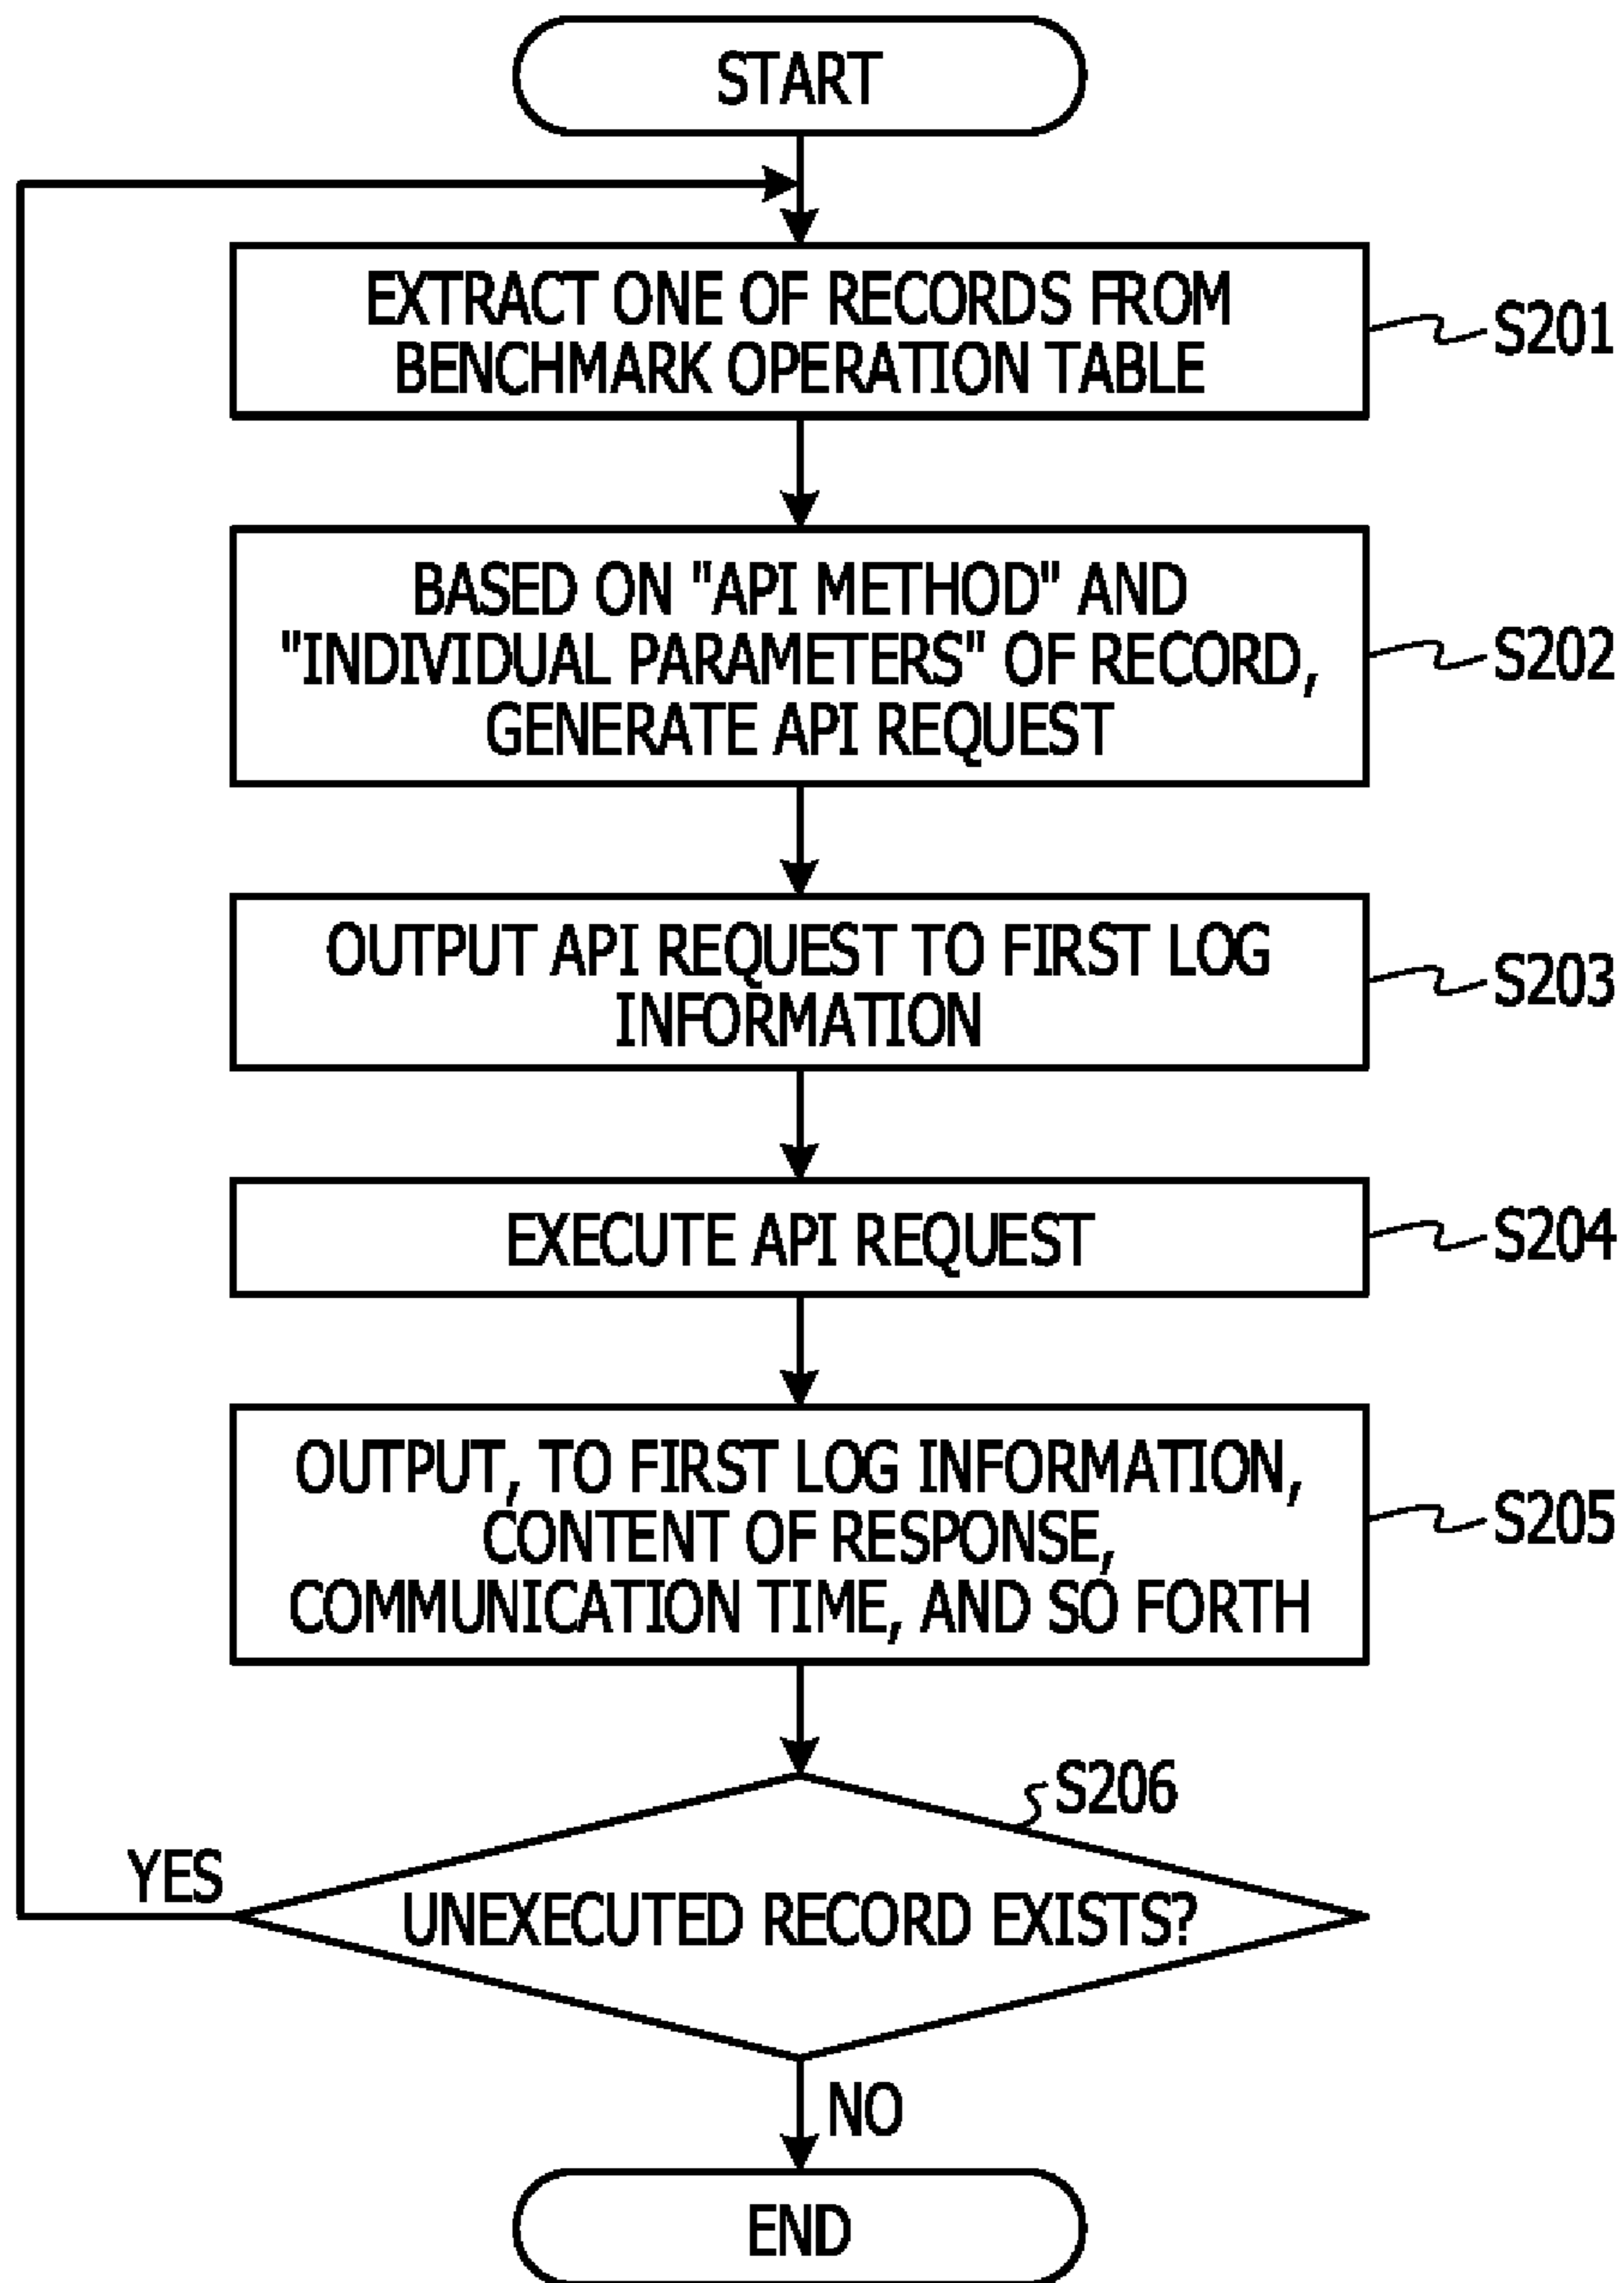 START
EXTRACT ONE OF RECORDS FROM
BENCHMARK OPERATION TABLE
S201
BASED ON "API METHOD" AND
"INDIVIDUAL PARAMETERS" OF RECORD,
GENERATE API REQUEST
S202
OUTPUT API REQUEST TO FIRST LOG
INFORMATION
S203
EXECUTE API REQUEST
S204
OUTPUT, TO FIRST LOG INFORMATION,
CONTENT OF RESPONSE,
COMMUNICATION TIME, AND SO FORTH
S205
S206
YES
UNEXECUTED RECORD EXISTS?
NO
END